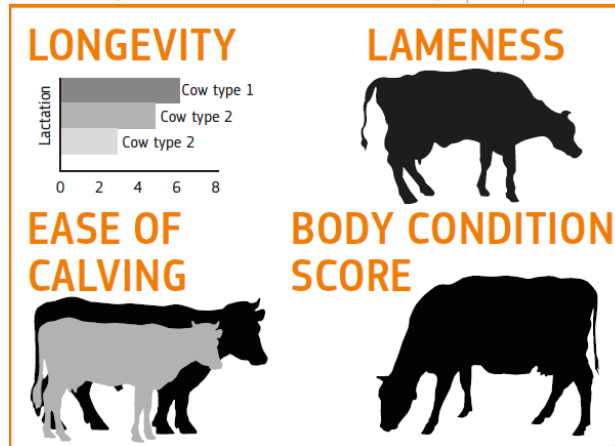 LONGEVITY
Lactation
Cow type 1
Cow type 2
Cow type 2
0 2 4 6 8
LAMENESS
EASE OF
CALVING
BODY CONDITION
SCORE